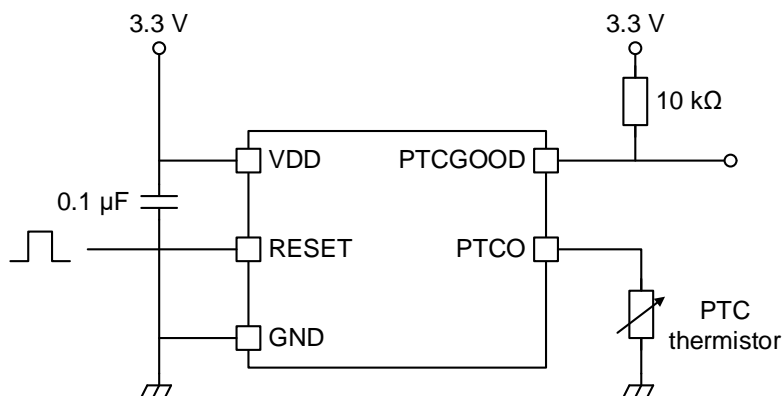 3.3 V
3.3 V
10 kΩ
VDD
PTCGOOD
0.1 µF
RESET
PTCO
GND
PTC
thermistor